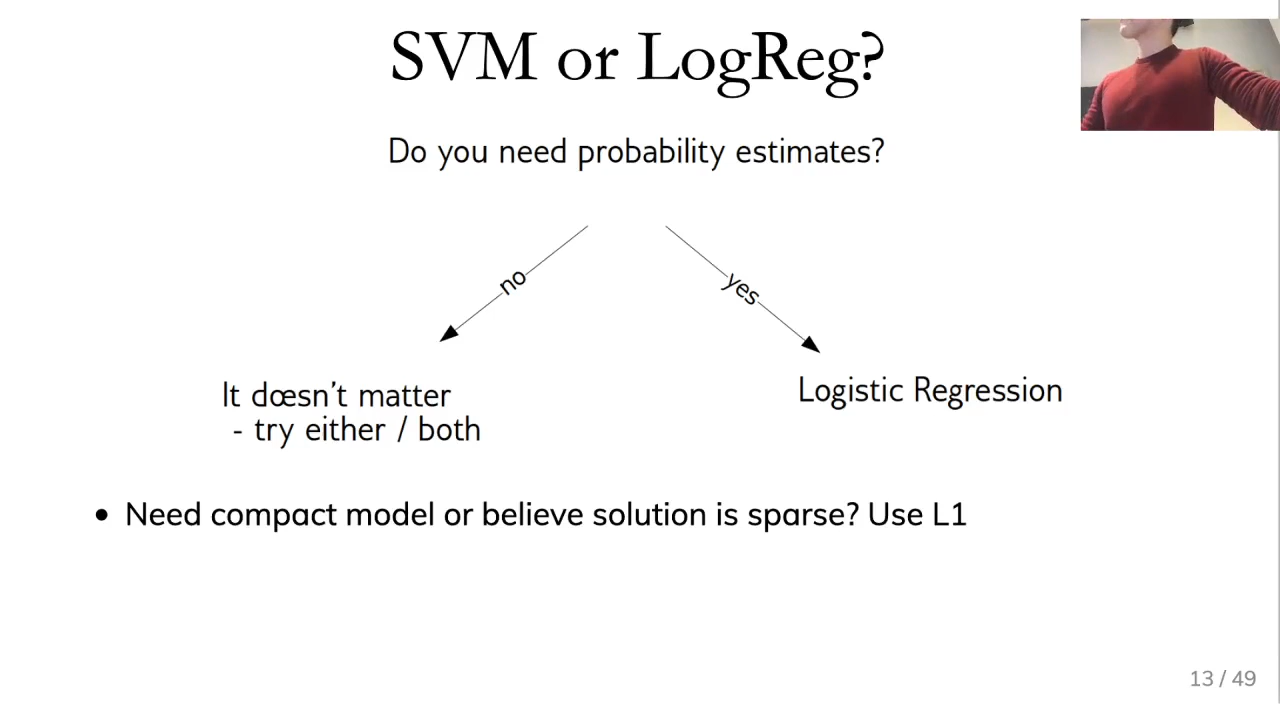 SVM or LogReg?
Do you need probability estimates?
no
yes
It doesn't matter
- try either / both
Logistic Regression
• Need compact model or believe solution is sparse? Use L1
13 / 49